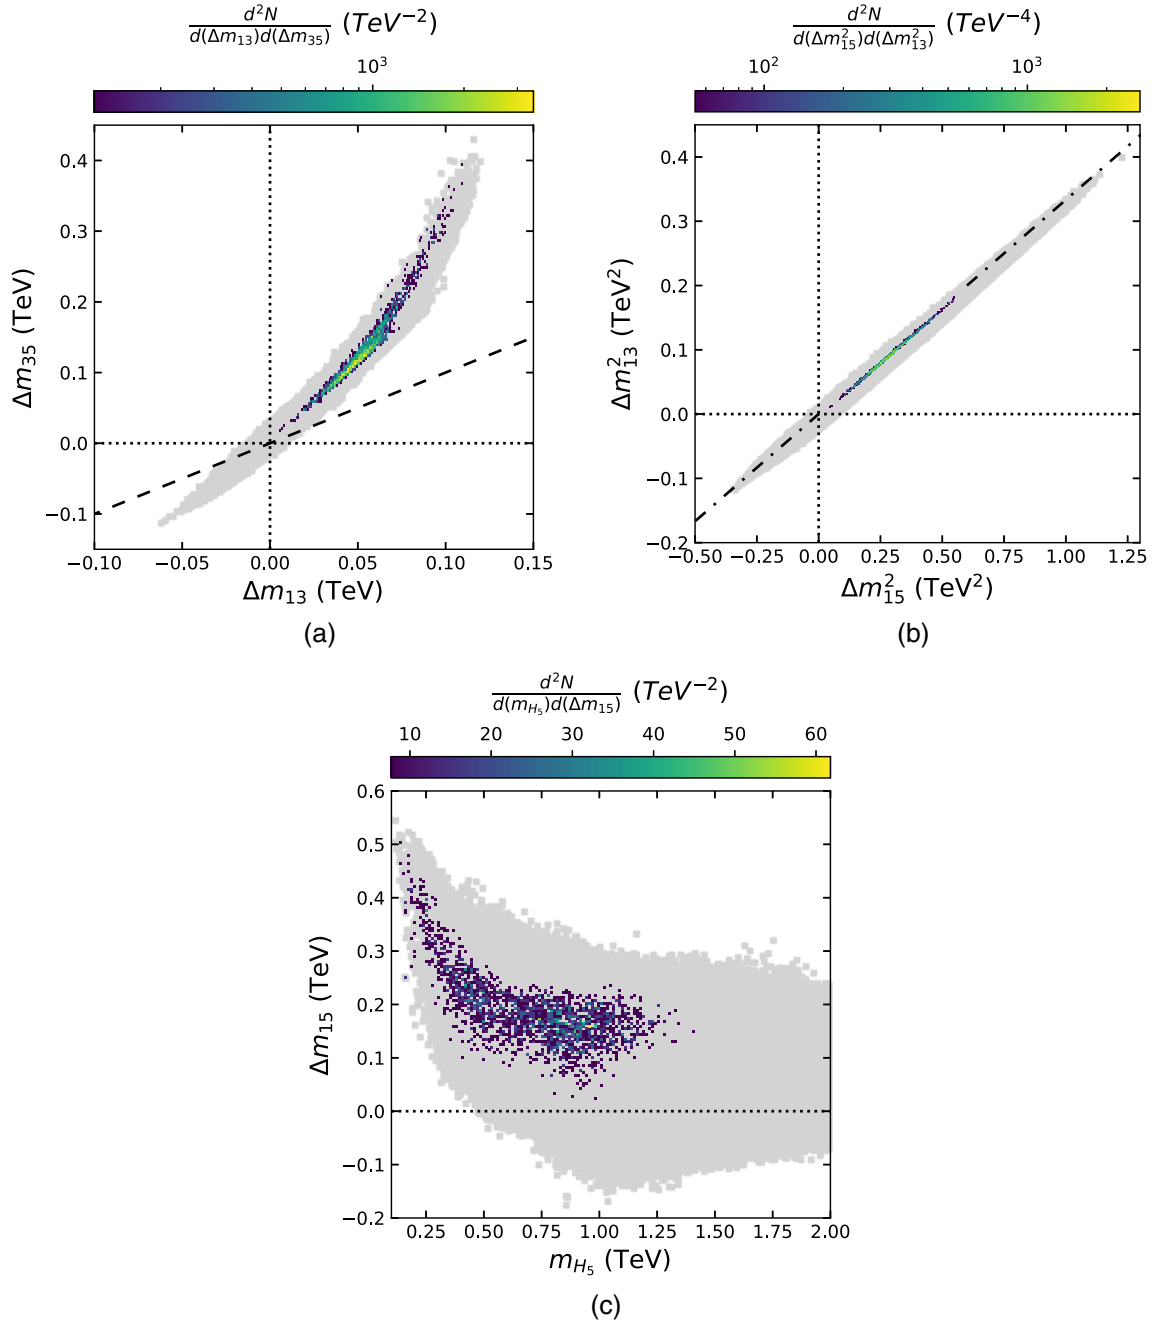 d²N / d(Δm₁₃)d(Δm₃₅) (TeV⁻²)
10³
0.4
0.3
0.2
0.1
0.0
−0.1
Δm₃₅ (TeV)
−0.10 −0.05 0.00 0.05 0.10 0.15
Δm₁₃ (TeV)
(a)
d²N / d(Δm²₁₅)d(Δm²₁₃) (TeV⁻⁴)
10² 10³
0.4
0.3
0.2
0.1
0.0
−0.1
−0.2
Δm²₁₃ (TeV²)
−0.50 −0.25 0.00 0.25 0.50 0.75 1.00 1.25
Δm²₁₅ (TeV²)
(b)
d²N / d(m_H₅)d(Δm₁₅) (TeV⁻²)
10 20 30 40 50 60
0.6
0.5
0.4
0.3
0.2
0.1
0.0
−0.1
−0.2
Δm₁₅ (TeV)
0.25 0.50 0.75 1.00 1.25 1.50 1.75 2.00
m_H₅ (TeV)
(c)